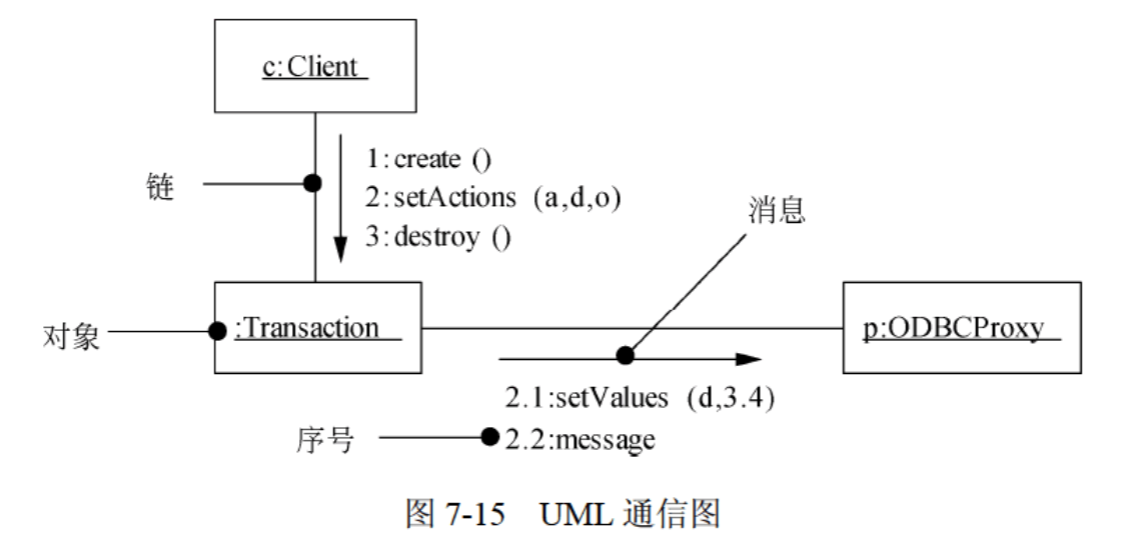 c:Client
链
1:create ()
2:setActions (a,d,o)
3:destroy ()
消息
对象
:Transaction
p:ODBCProxy
2.1:setValues (d,3.4)
序号
2.2:message
图 7-15 UML 通信图